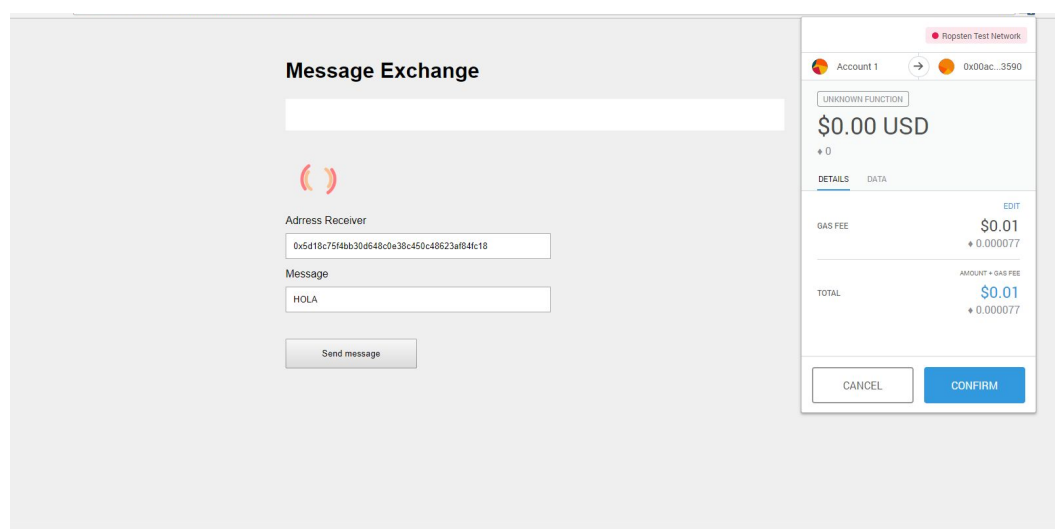 Message Exchange
Adrress Receiver
0x5d18c75f4bb30d648c0e38c450c48623af84fc18
Message
HOLA
Send message
Ropsten Test Network
Account 1
0x00ac...3590
UNKNOWN FUNCTION
$0.00 USD
♦ 0
DETAILS DATA
EDIT
GAS FEE $0.01
♦ 0.000077
AMOUNT + GAS FEE
TOTAL $0.01
♦ 0.000077
CANCEL CONFIRM